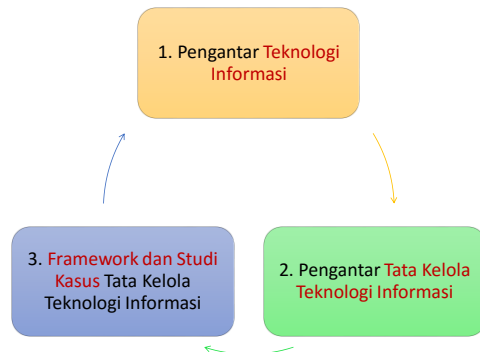 1. Pengantar Teknologi
Informasi
2. Pengantar Tata Kelola
Teknologi Informasi
3. Framework dan Studi
Kasus Tata Kelola
Teknologi Informasi